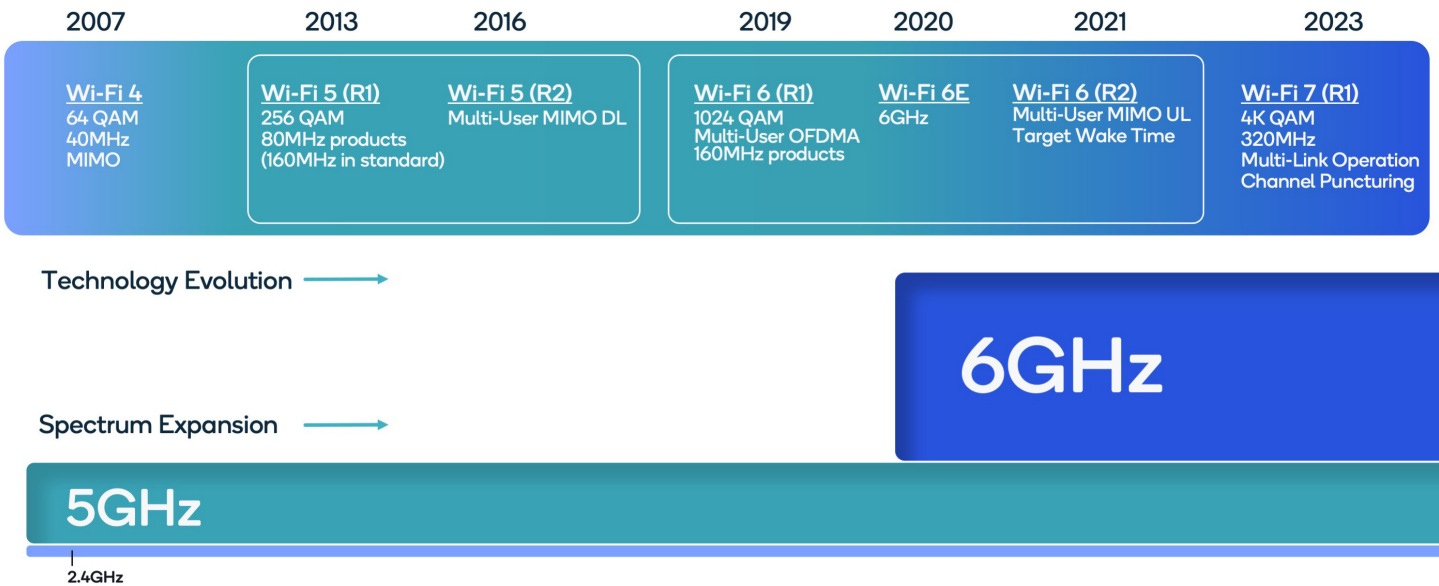 2007
2013
2016
2019
2020
2021
2023
Wi-Fi 4
64 QAM
40MHz
MIMO
Wi-Fi 5 (R1)
256 QAM
80MHz products
(160MHz in standard)
Wi-Fi 5 (R2)
Multi-User MIMO DL
Wi-Fi 6 (R1)
1024 QAM
Multi-User OFDMA
160MHz products
Wi-Fi 6E
6GHz
Wi-Fi 6 (R2)
Multi-User MIMO UL
Target Wake Time
Wi-Fi 7 (R1)
4K QAM
320MHz
Multi-Link Operation
Channel Puncturing
Technology Evolution
6GHz
Spectrum Expansion
5GHz
2.4GHz